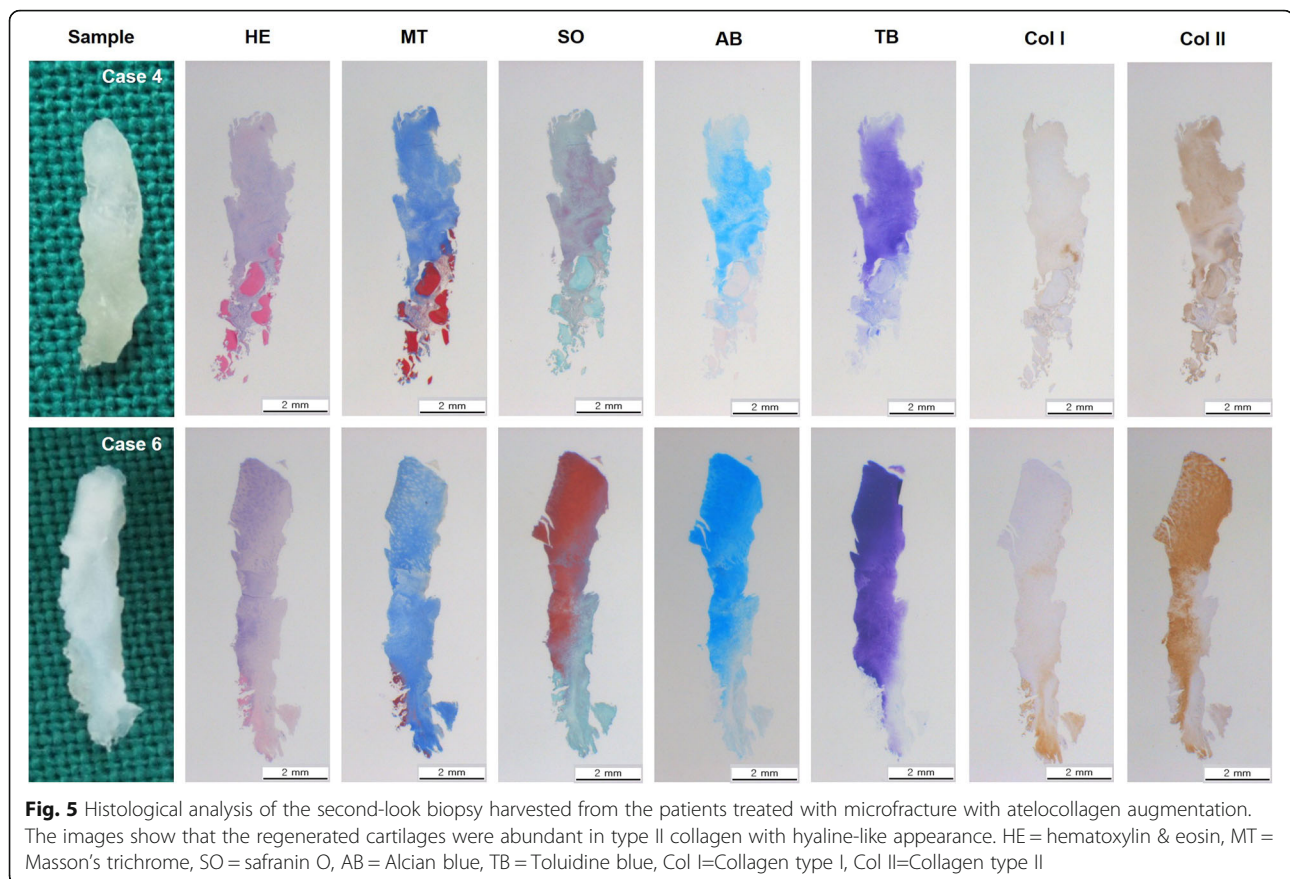 Sample HE MT SO AB TB Col I Col II
Case 4
2 mm 2 mm 2 mm 2 mm 2 mm 2 mm 2 mm
Case 6
2 mm 2 mm 2 mm 2 mm 2 mm 2 mm 2 mm
Fig. 5 Histological analysis of the second-look biopsy harvested from the patients treated with microfracture with atelocollagen augmentation.
The images show that the regenerated cartilages were abundant in type II collagen with hyaline-like appearance. HE = hematoxylin & eosin, MT =
Masson's trichrome, SO = safranin O, AB = Alcian blue, TB = Toluidine blue, Col I=Collagen type I, Col II=Collagen type II